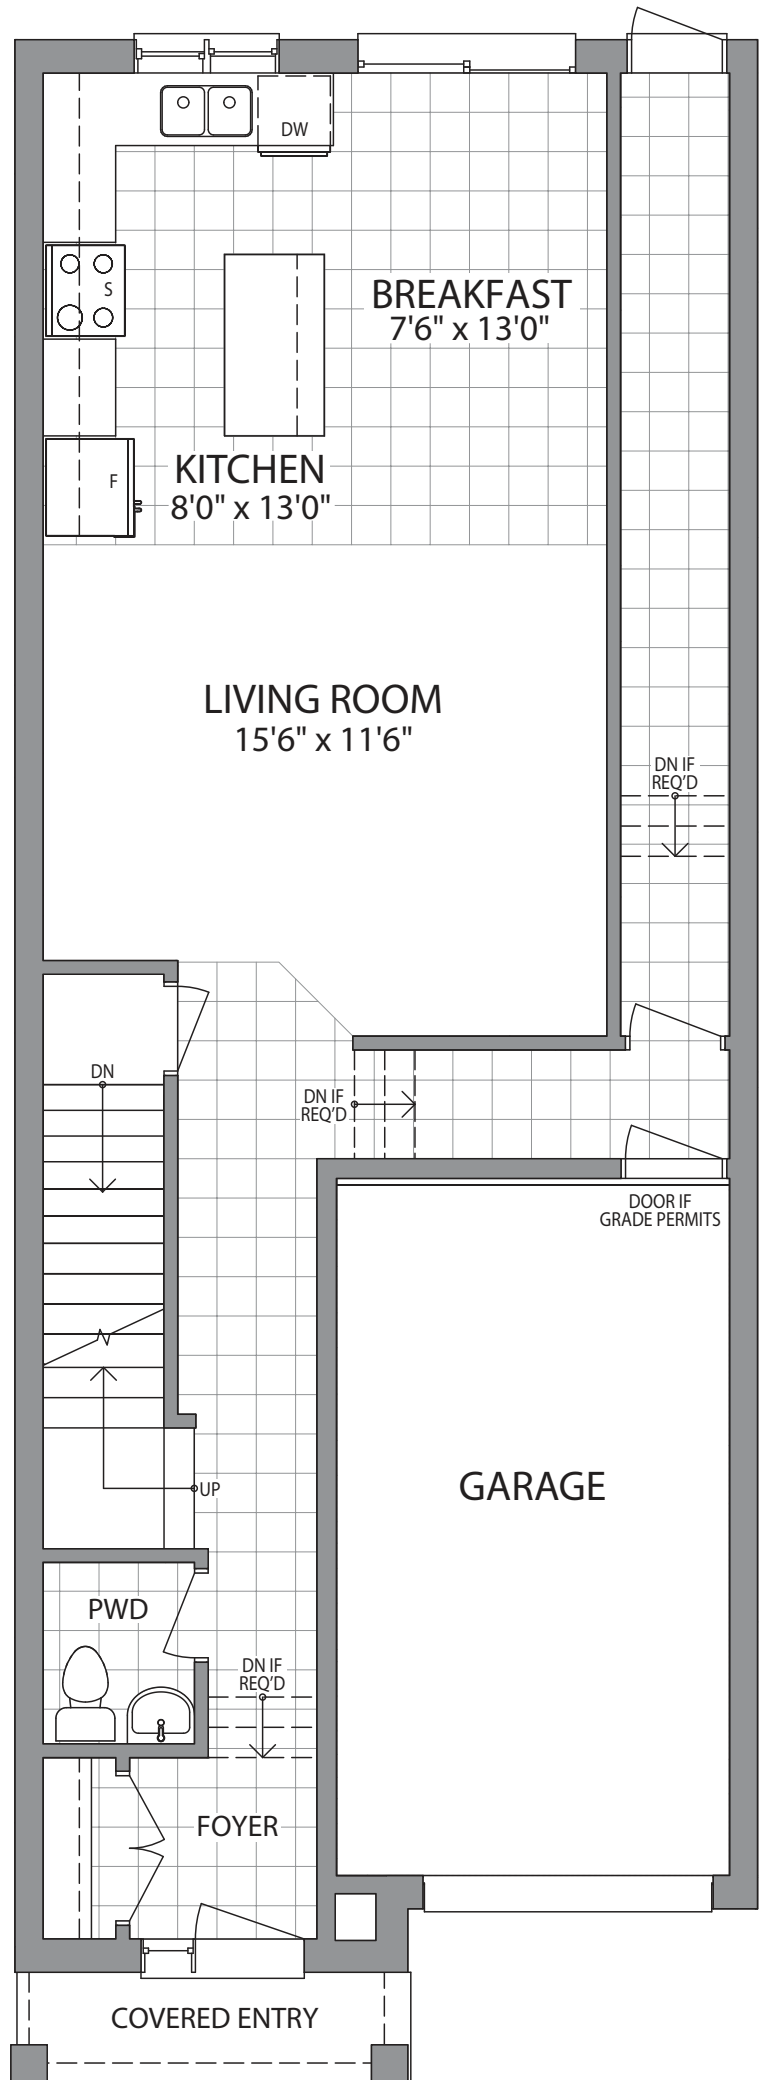 DW
S
BREAKFAST
7'6" x 13'0"
F
KITCHEN
8'0" x 13'0"
LIVING ROOM
15'6" x 11'6"
DN IF
REQ'D
DN
DN IF
REQ'D
DOOR IF
GRADE PERMITS
GARAGE
UP
PWD
DN IF
REQ'D
FOYER
COVERED ENTRY